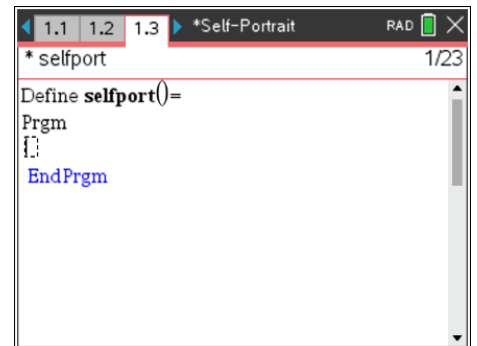 1.1 1.2 1.3 *Self-Portrait RAD
* selfport 1/23
Define selfport()=
Prgm
EndPrgm